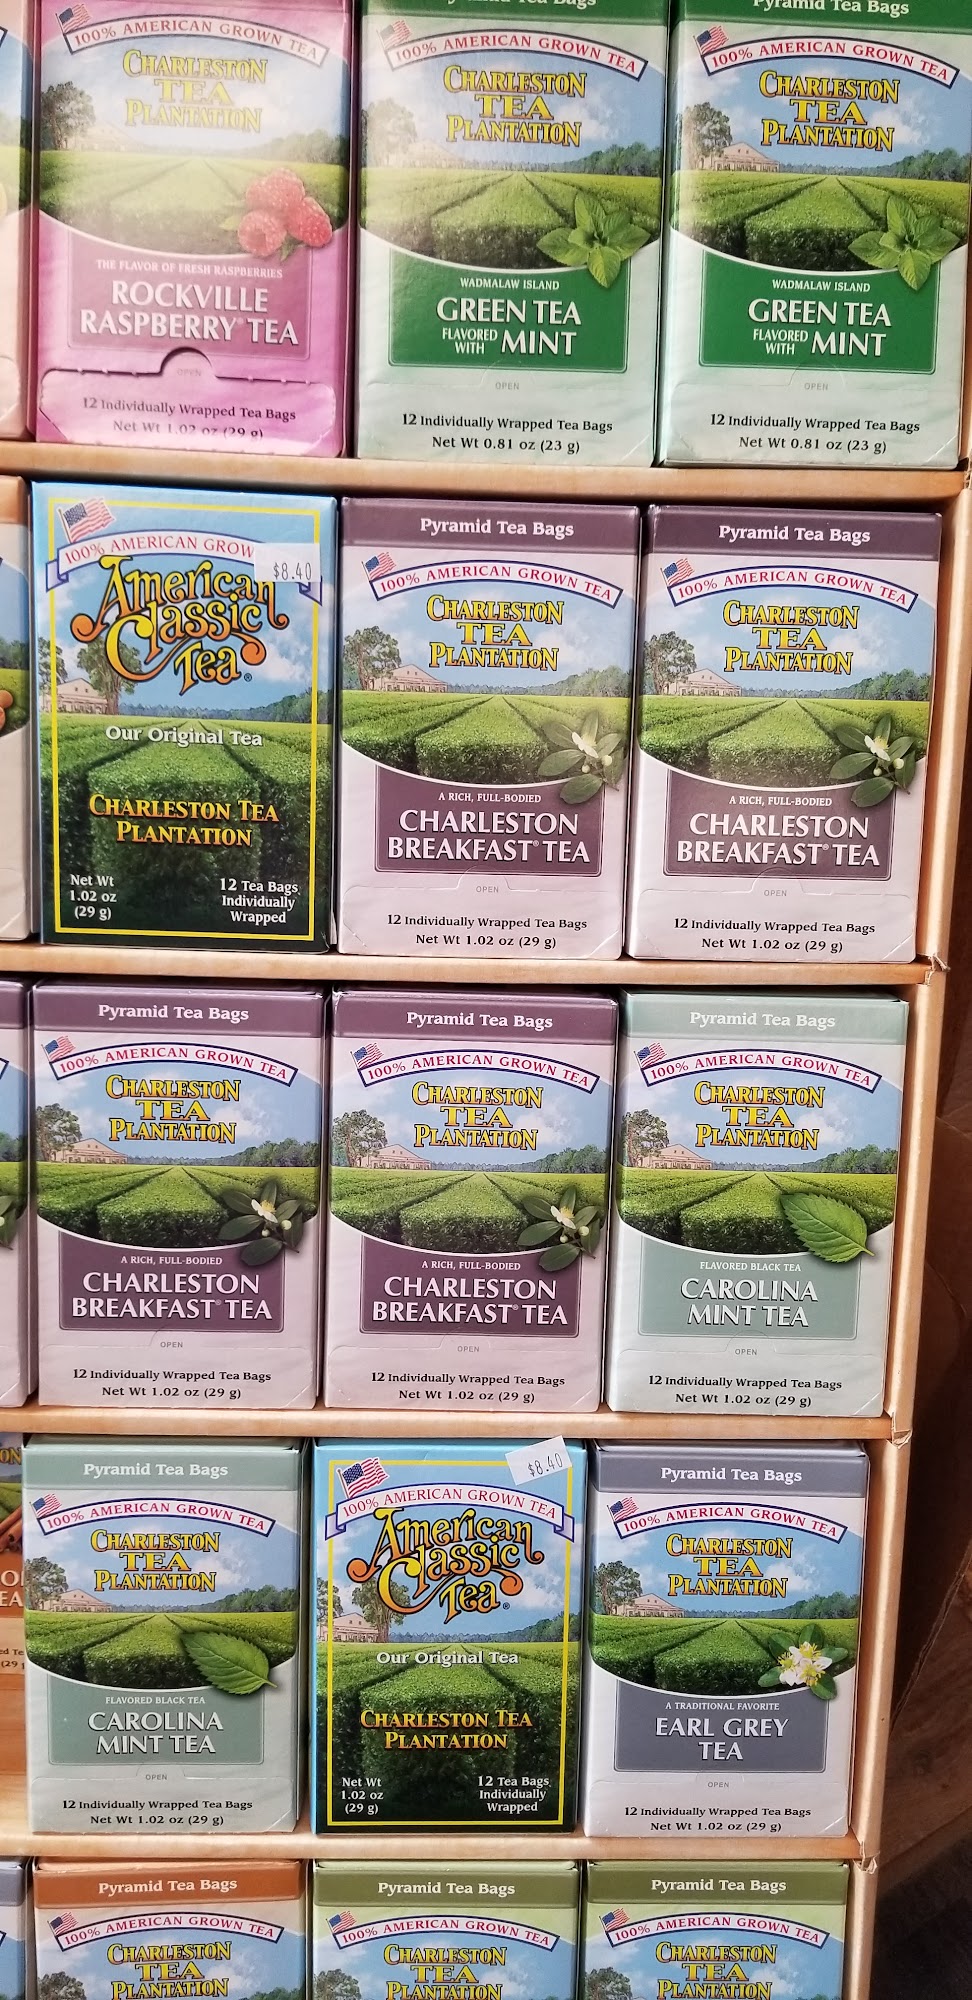 100% AMERICAN GROWN TEA
CHARLESTON
TEA
PLANTATION
THE FLAVOR OF FRESH RASPBERRIES
ROCKVILLE
RASPBERRY® TEA
OPEN
12 Individually Wrapped Tea Bags
Net Wt 1.02 oz (29 g)
Pyramid Tea Bags
100% AMERICAN GROWN TEA
CHARLESTON
TEA
PLANTATION
WADMALAW ISLAND
GREEN TEA
FLAVORED
WITH MINT
OPEN
12 Individually Wrapped Tea Bags
Net Wt 0.81 oz (23 g)
Pyramid Tea Bags
100% AMERICAN GROWN TEA
CHARLESTON
TEA
PLANTATION
WADMALAW ISLAND
GREEN TEA
FLAVORED
WITH MINT
OPEN
12 Individually Wrapped Tea Bags
Net Wt 0.81 oz (23 g)
100% AMERICAN GROW
$8.40
American
Classic
Tea®
Our Original Tea
CHARLESTON TEA
PLANTATION
Net Wt
1.02 oz
(29 g)
12 Tea Bags
Individually
Wrapped
Pyramid Tea Bags
100% AMERICAN GROWN TEA
CHARLESTON
TEA
PLANTATION
A RICH, FULL-BODIED
CHARLESTON
BREAKFAST® TEA
OPEN
12 Individually Wrapped Tea Bags
Net Wt 1.02 oz (29 g)
Pyramid Tea Bags
100% AMERICAN GROWN TEA
CHARLESTON
TEA
PLANTATION
A RICH, FULL-BODIED
CHARLESTON
BREAKFAST® TEA
OPEN
12 Individually Wrapped Tea Bags
Net Wt 1.02 oz (29 g)
Pyramid Tea Bags
100% AMERICAN GROWN TEA
CHARLESTON
TEA
PLANTATION
A RICH, FULL-BODIED
CHARLESTON
BREAKFAST® TEA
OPEN
12 Individually Wrapped Tea Bags
Net Wt 1.02 oz (29 g)
Pyramid Tea Bags
100% AMERICAN GROWN TEA
CHARLESTON
TEA
PLANTATION
A RICH, FULL-BODIED
CHARLESTON
BREAKFAST® TEA
OPEN
12 Individually Wrapped Tea Bags
Net Wt 1.02 oz (29 g)
Pyramid Tea Bags
100% AMERICAN GROWN TEA
CHARLESTON
TEA
PLANTATION
FLAVORED BLACK TEA
CAROLINA
MINT TEA
OPEN
12 Individually Wrapped Tea Bags
Net Wt 1.02 oz (29 g)
Pyramid Tea Bags
100% AMERICAN GROWN TEA
CHARLESTON
TEA
PLANTATION
FLAVORED BLACK TEA
CAROLINA
MINT TEA
OPEN
12 Individually Wrapped Tea Bags
Net Wt 1.02 oz (29 g)
$8.40
100% AMERICAN GROWN TEA
American
Classic
Tea®
Our Original Tea
CHARLESTON TEA
PLANTATION
Net Wt
1.02 oz
(29 g)
12 Tea Bags
Individually
Wrapped
Pyramid Tea Bags
100% AMERICAN GROWN TEA
CHARLESTON
TEA
PLANTATION
A TRADITIONAL FAVORITE
EARL GREY
TEA
OPEN
12 Individually Wrapped Tea Bags
Net Wt 1.02 oz (29 g)
Pyramid Tea Bags
100% AMERICAN GROWN TEA
CHARLESTON
TEA
PLANTATION
Pyramid Tea Bags
100% AMERICAN GROWN TEA
CHARLESTON
TEA
PLANTATION
Pyramid Tea Bags
100% AMERICAN GROWN TEA
CHARLESTON
TEA
PLANTATION